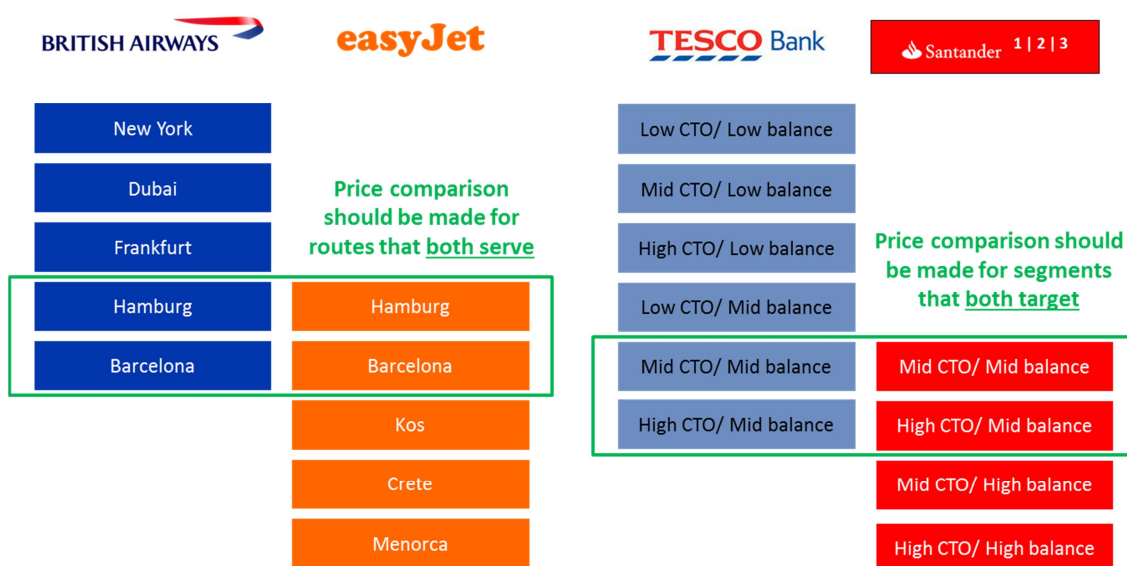 BRITISH AIRWAYS
easyJet
New York
Dubai
Frankfurt
Hamburg
Barcelona
Price comparison
should be made for
routes that both serve
Hamburg
Barcelona
Kos
Crete
Menorca
TESCO Bank
Santander 1 | 2 | 3
Low CTO/ Low balance
Mid CTO/ Low balance
High CTO/ Low balance
Low CTO/ Mid balance
Mid CTO/ Mid balance
High CTO/ Mid balance
Price comparison should
be made for segments
that both target
Mid CTO/ Mid balance
High CTO/ Mid balance
Mid CTO/ High balance
High CTO/ High balance